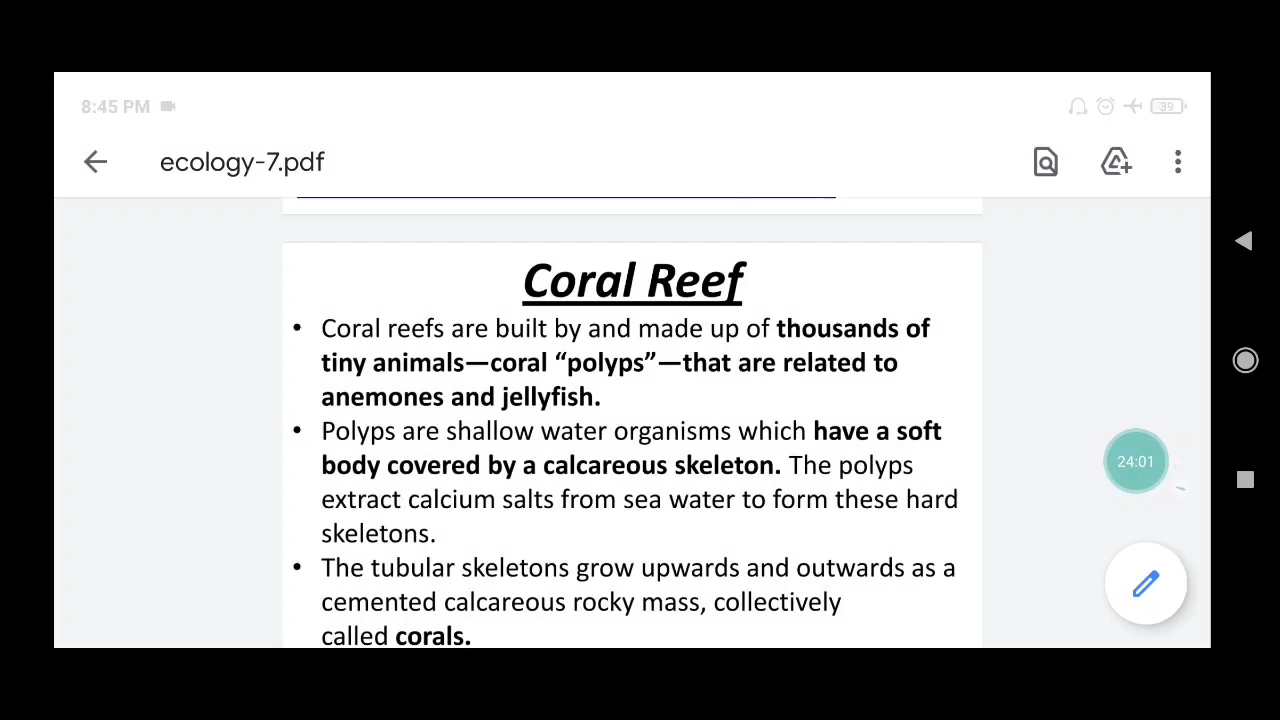 8:45 PM
39
ecology-7.pdf
Coral Reef
• Coral reefs are built by and made up of thousands of
tiny animals—coral “polyps”—that are related to
anemones and jellyfish.
• Polyps are shallow water organisms which have a soft
body covered by a calcareous skeleton. The polyps
extract calcium salts from sea water to form these hard
skeletons.
• The tubular skeletons grow upwards and outwards as a
cemented calcareous rocky mass, collectively
called corals.
24:01